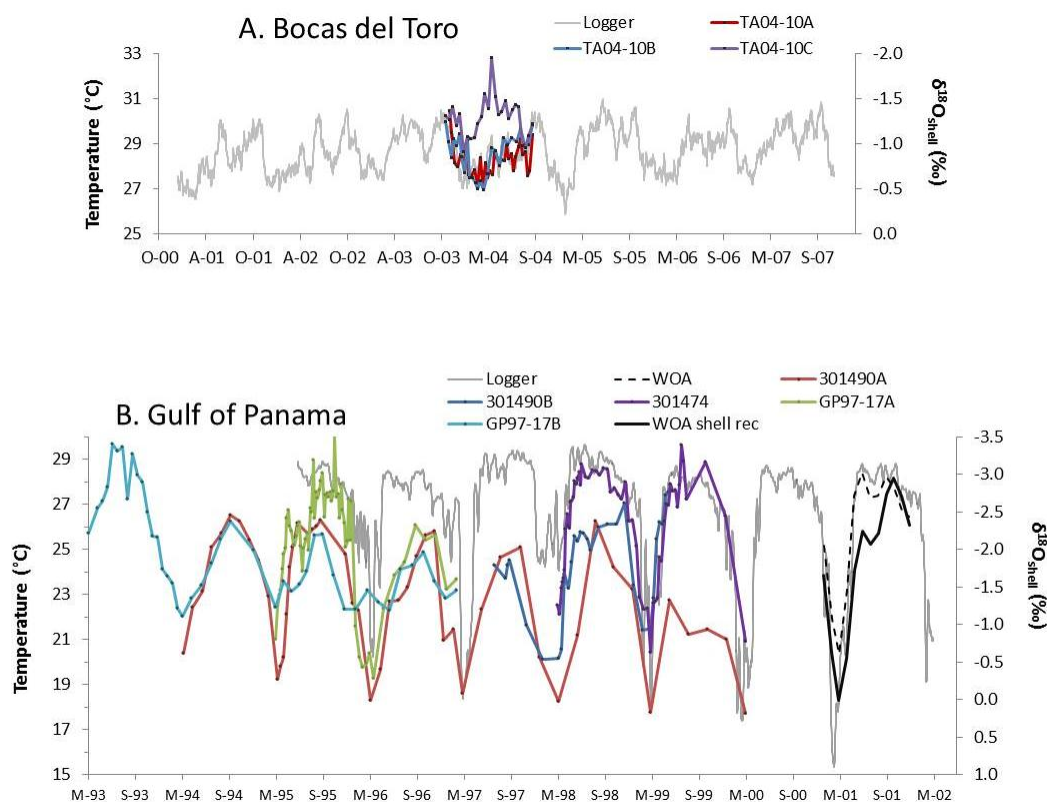 A. Bocas del Toro
Logger TA04-10A
TA04-10B TA04-10C
33 -2.0
31 -1.5
29 -1.0
27 -0.5
25 0.0
Temperature (°C)
δ18Oshell (‰)
O-00 A-01 O-01 A-02 O-02 A-03 O-03 M-04 S-04 M-05 S-05 M-06 S-06 M-07 S-07
B. Gulf of Panama
Logger WOA 301490A
301490B 301474 GP97-17A
GP97-17B WOA shell rec
-3.5
29 -3.0
27 -2.5
25 -2.0
23 -1.5
21 -1.0
19 -0.5
17 0.0
15 0.5
1.0
Temperature (°C)
δ18Oshell (‰)
M-93 S-93 M-94 S-94 M-95 S-95 M-96 S-96 M-97 S-97 M-98 S-98 M-99 S-99 M-00 S-00 M-01 S-01 M-02